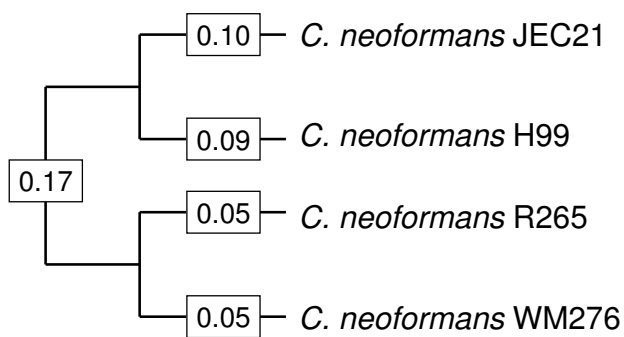 0.10 C. neoformans JEC21
0.09 C. neoformans H99
0.17
0.05 C. neoformans R265
0.05 C. neoformans WM276